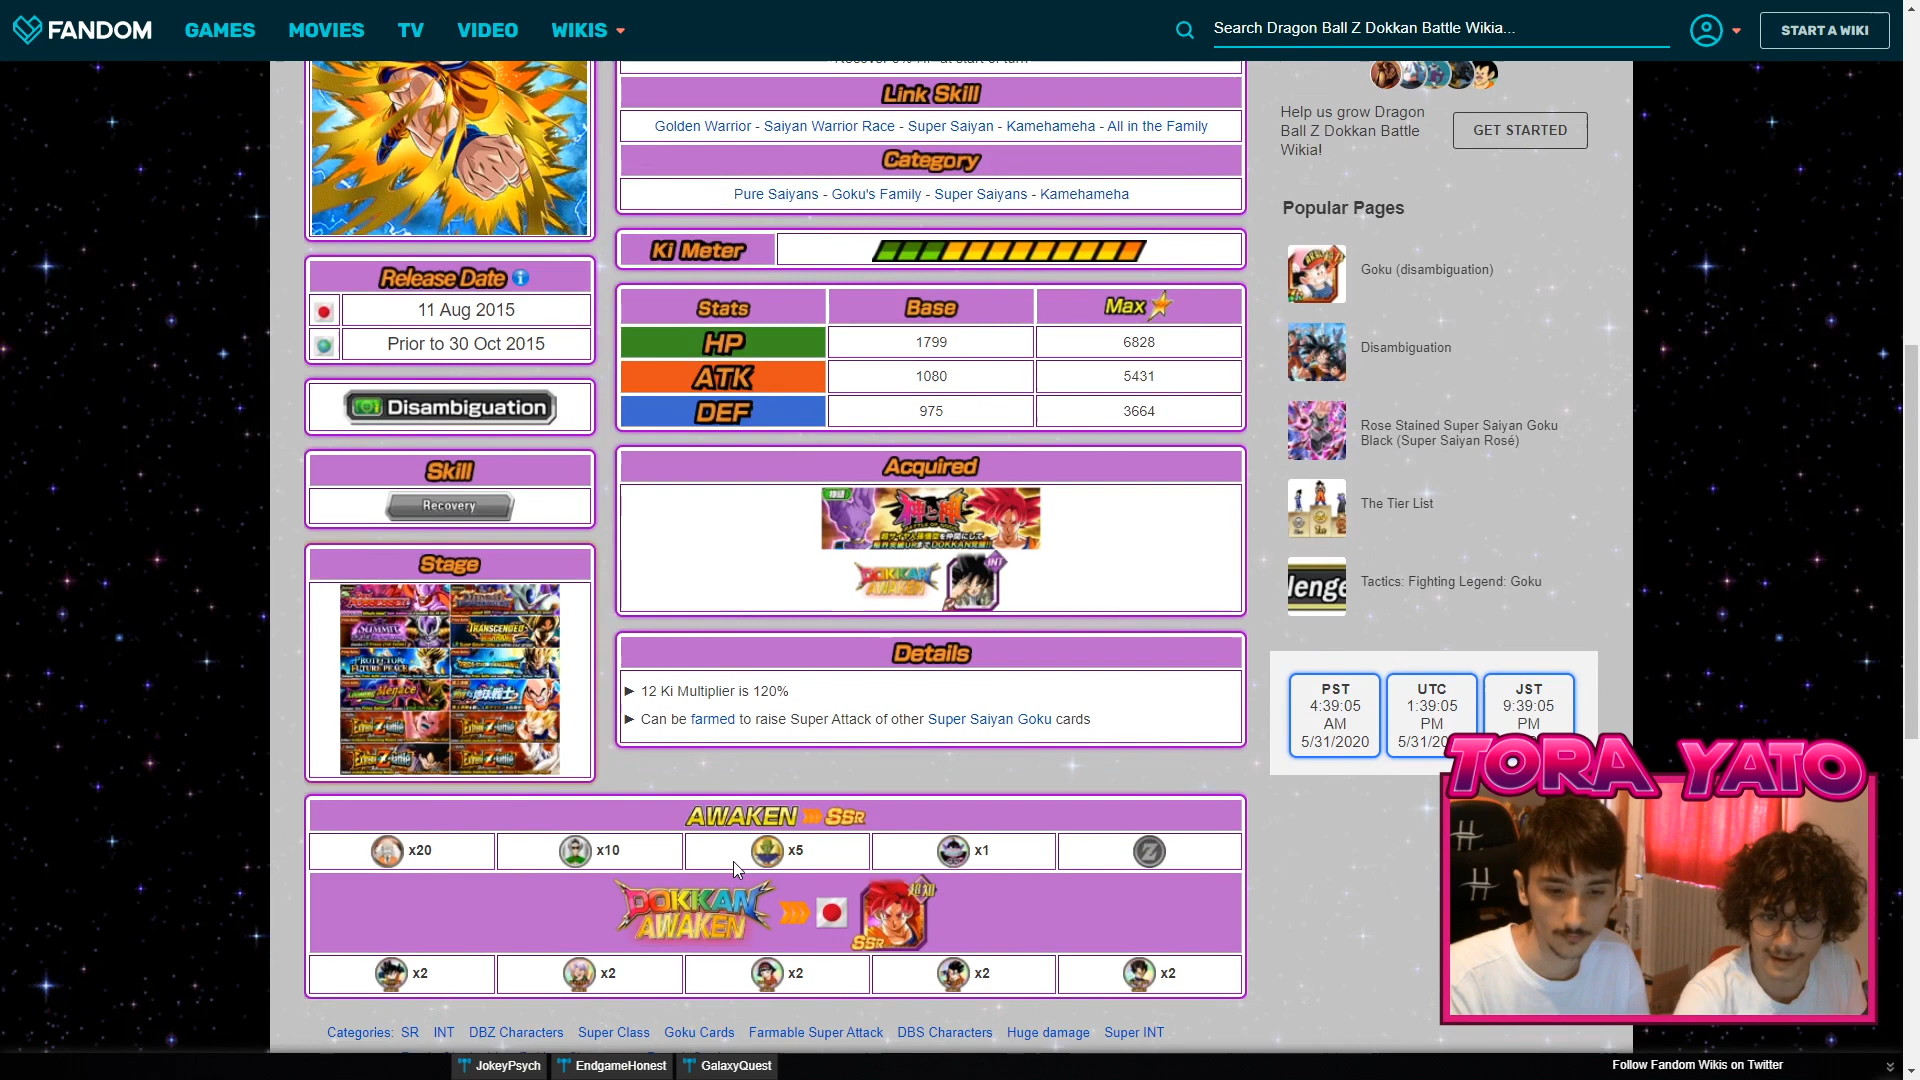 FANDOM
GAMES
MOVIES
TV
VIDEO
WIKIS
Search Dragon Ball Z Dokkan Battle Wikia...
START A WIKI
Link Skill
Golden Warrior - Saiyan Warrior Race - Super Saiyan - Kamehameha - All in the Family
Category
Pure Saiyans - Goku's Family - Super Saiyans - Kamehameha
Ki Meter
Release Date
11 Aug 2015
Prior to 30 Oct 2015
Disambiguation
Skill
Recovery
Stage
Stats Base Max
HP 1799 6828
ATK 1080 5431
DEF 975 3664
Acquired
神と神
DOKKAN
AWAKEN
INT
Details
► 12 Ki Multiplier is 120%
► Can be farmed to raise Super Attack of other Super Saiyan Goku cards
AWAKEN SSR
x20 x10 x5 x1 Z
DOKKAN
AWAKEN
SSR
x2 x2 x2 x2 x2
Categories: SR INT DBZ Characters Super Class Goku Cards Farmable Super Attack DBS Characters Huge damage Super INT
Help us grow Dragon
Ball Z Dokkan Battle
Wikia!
GET STARTED
Popular Pages
Goku (disambiguation)
Disambiguation
Rose Stained Super Saiyan Goku
Black (Super Saiyan Rosé)
The Tier List
Tactics: Fighting Legend: Goku
PST
4:39:05
AM
5/31/2020
UTC
1:39:05
PM
5/31/20
JST
9:39:05
PM
TORA YATO
JokeyPsych
EndgameHonest
GalaxyQuest
Follow Fandom Wikis on Twitter